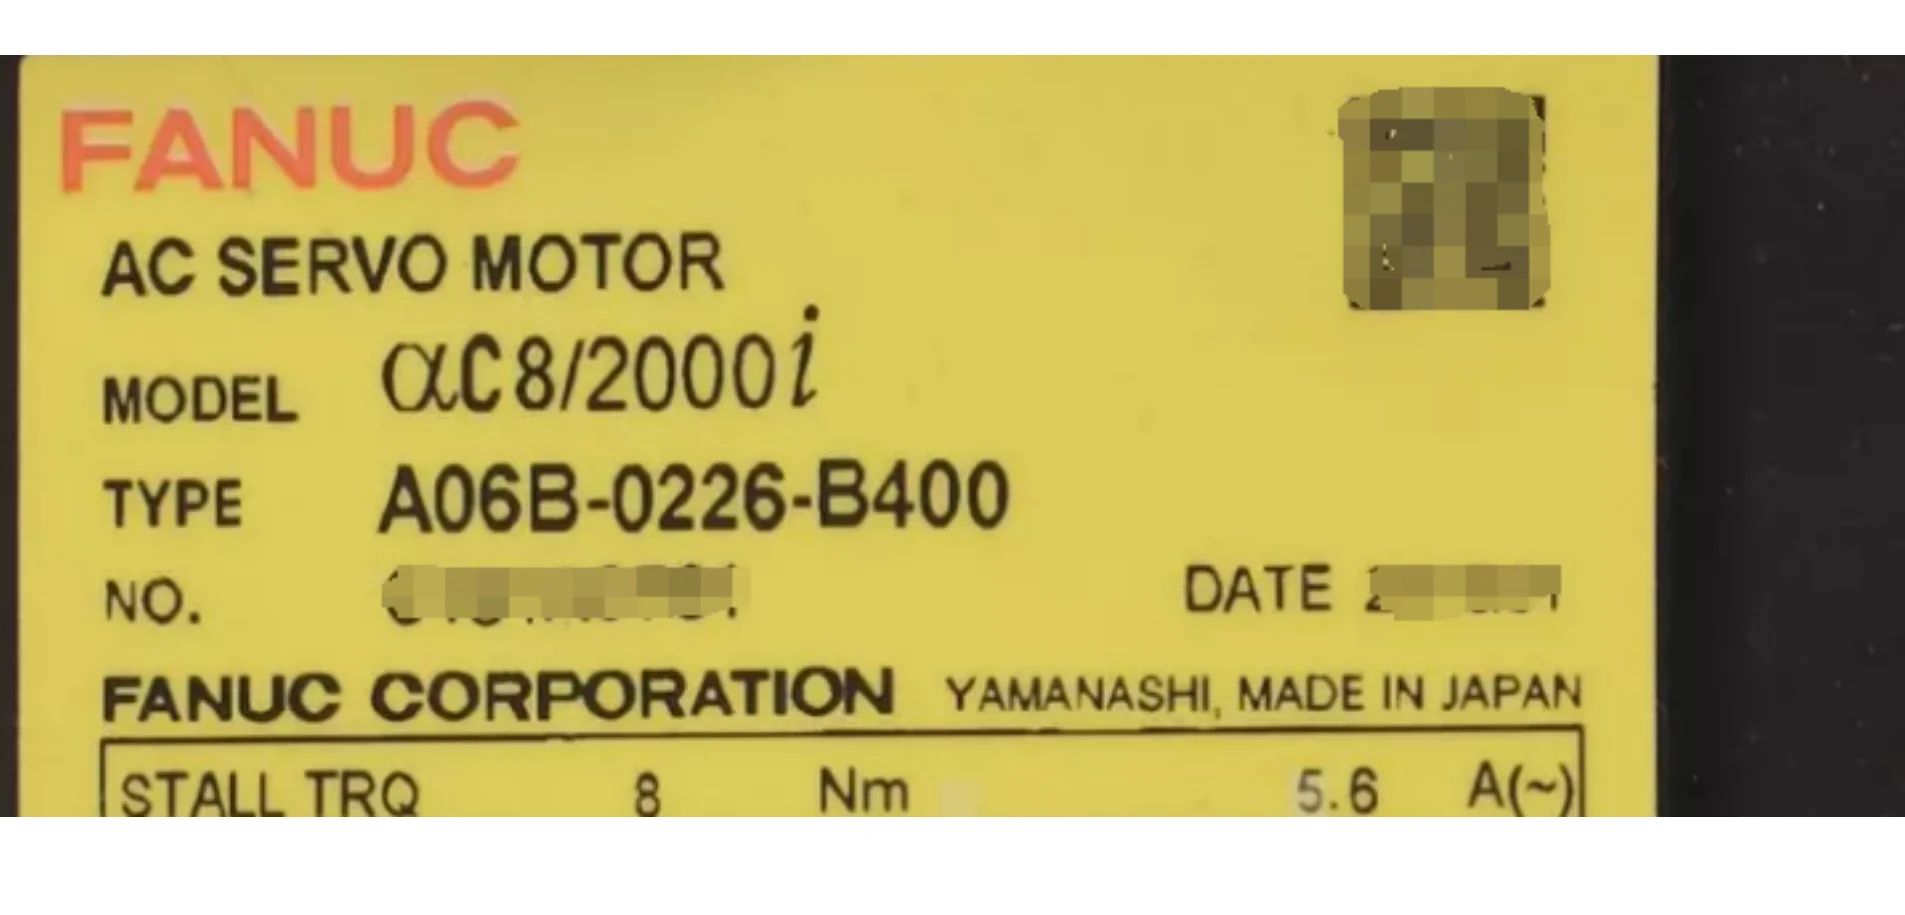 FANUC
AC SERVO MOTOR
MODEL αC8/2000i
TYPE A06B-0226-B400
NO.
DATE
FANUC CORPORATION YAMANASHI, MADE IN JAPAN
STALL TRQ 8 Nm 5.6 A(~)